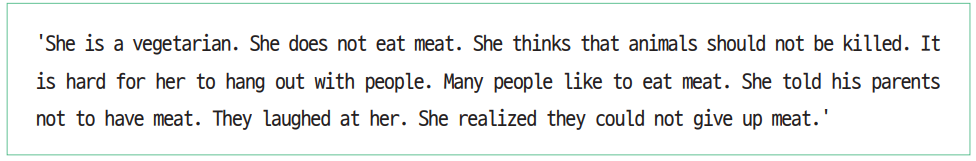 'She is a vegetarian. She does not eat meat. She thinks that animals should not be killed. It
is hard for her to hang out with people. Many people like to eat meat. She told his parents
not to have meat. They laughed at her. She realized they could not give up meat.'